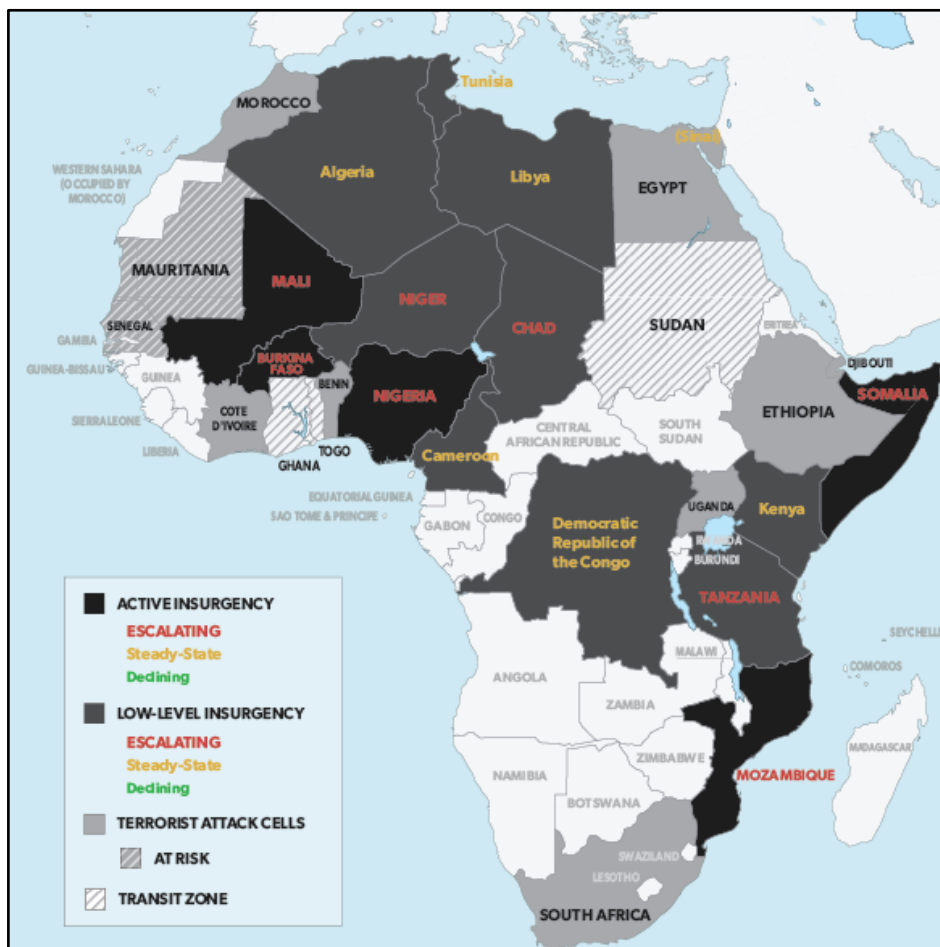 Tunisia
MOROCCO
(Sinai)
WESTERN SAHARA
(OCCUPIED BY
MOROCCO)
Algeria
Libya
EGYPT
MAURITANIA
MALI
NIGER
CHAD
SUDAN
ERITREA
SENEGAL
GAMBIA
GUINEA-BISSAU
GUINEA
BURKINA
FASO
BENIN
NIGERIA
DJIBOUTI
SOMALIA
ETHIOPIA
SIERRA LEONE
COTE
D'IVOIRE
LIBERIA
GHANA
TOGO
Cameroon
CENTRAL
AFRICAN REPUBLIC
SOUTH
SUDAN
EQUATORIAL GUINEA
SAO TOME & PRINCIPE
GABON
CONGO
Democratic
Republic of
the Congo
UGANDA
Kenya
RWANDA
BURUNDI
TANZANIA
SEYCHELLE
COMOROS
MALAWI
ANGOLA
ZAMBIA
MADAGASCAR
ZIMBABWE
MOZAMBIQUE
NAMIBIA
BOTSWANA
SWAZILAND
LESOTHO
SOUTH AFRICA
ACTIVE INSURGENCY
ESCALATING
Steady-State
Declining
LOW-LEVEL INSURGENCY
ESCALATING
Steady-State
Declining
TERRORIST ATTACK CELLS
AT RISK
TRANSIT ZONE